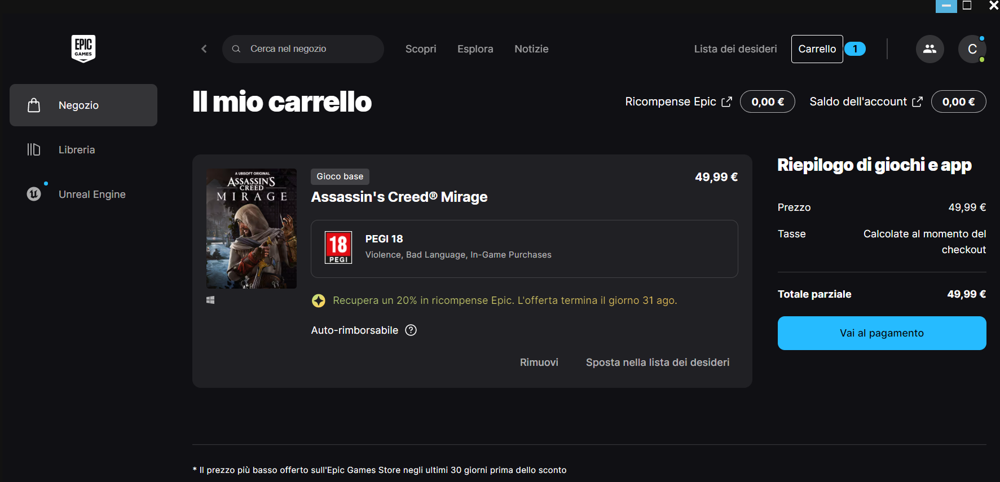 EPIC
GAMES
Cerca nel negozio
Scopri
Esplora
Notizie
Lista dei desideri
Carrello
1
C
Negozio
Libreria
Unreal Engine
Il mio carrello
Ricompense Epic
0,00 €
Saldo dell'account
0,00 €
A UBISOFT ORIGINAL
ASSASSIN'S
CREED
MIRAGE
Gioco base
49,99 €
Assassin's Creed® Mirage
18
PEGI
PEGI 18
Violence, Bad Language, In-Game Purchases
Recupera un 20% in ricompense Epic. L'offerta termina il giorno 31 ago.
Auto-rimborsabile
?
Rimuovi
Sposta nella lista dei desideri
Riepilogo di giochi e app
Prezzo
49,99 €
Tasse
Calcolate al momento del
checkout
Totale parziale
49,99 €
Vai al pagamento
* Il prezzo più basso offerto sull'Epic Games Store negli ultimi 30 giorni prima dello sconto